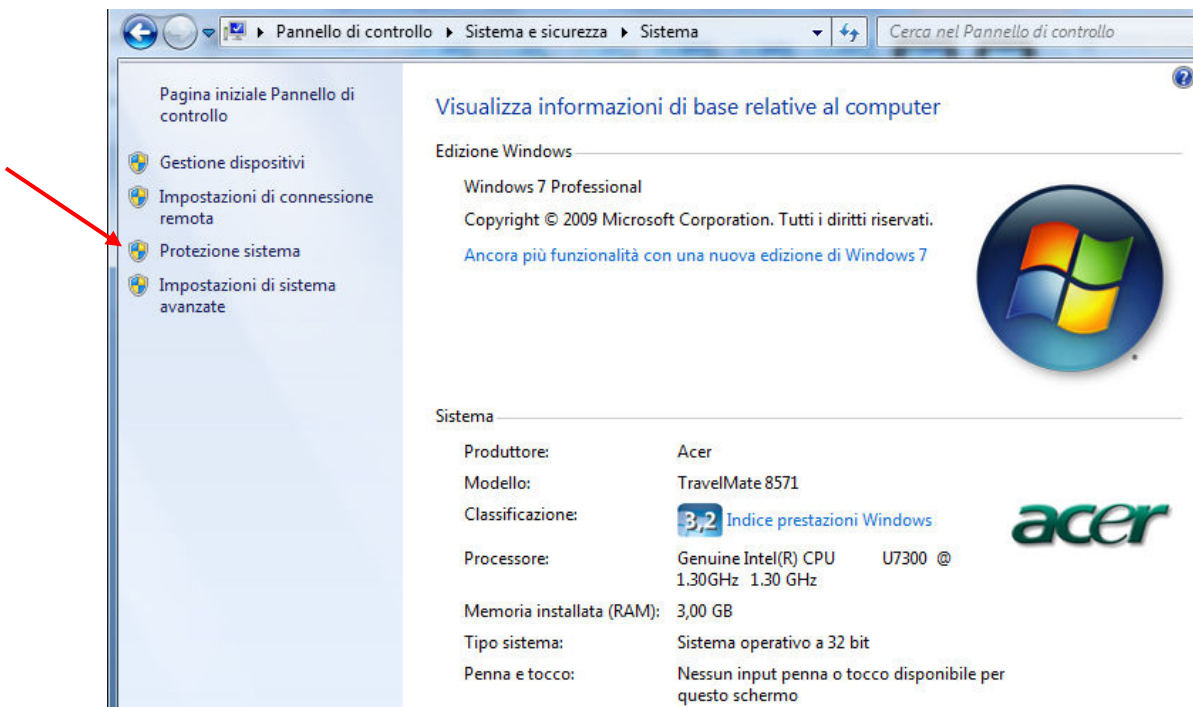 Pannello di controllo ▸ Sistema e sicurezza ▸ Sistema
Cerca nel Pannello di controllo
Pagina iniziale Pannello di
controllo
Gestione dispositivi
Impostazioni di connessione
remota
Protezione sistema
Impostazioni di sistema
avanzate
Visualizza informazioni di base relative al computer
Edizione Windows
Windows 7 Professional
Copyright © 2009 Microsoft Corporation. Tutti i diritti riservati.
Ancora più funzionalità con una nuova edizione di Windows 7
Sistema
Produttore: Acer
Modello: TravelMate 8571
Classificazione: 3,2 Indice prestazioni Windows
acer
Processore: Genuine Intel(R) CPU U7300 @
1.30GHz 1.30 GHz
Memoria installata (RAM): 3,00 GB
Tipo sistema: Sistema operativo a 32 bit
Penna e tocco: Nessun input penna o tocco disponibile per
questo schermo